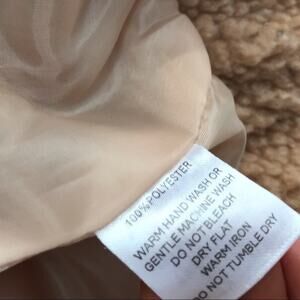 100% POLYESTER
WARM HAND WASH OR
GENTLE MACHINE WASH
DO NOT BLEACH
DRY FLAT
WARM IRON
DO NOT TUMBLE DRY